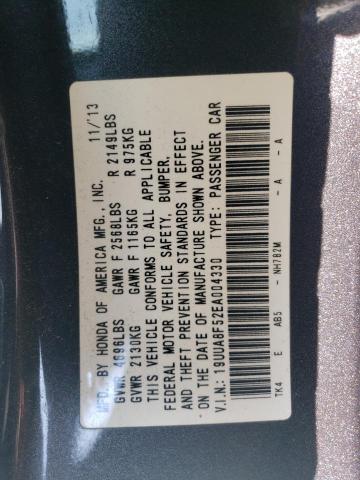 MFD. BY HONDA OF AMERICA MFG., INC. 11/'13
GVWR 4696LBS GAWR F 2568LBS R 2149LBS
GVWR 2130KG GAWR F 1165KG R 975KG
THIS VEHICLE CONFORMS TO ALL APPLICABLE
FEDERAL MOTOR VEHICLE SAFETY, BUMPER,
AND THEFT PREVENTION STANDARDS IN EFFECT
ON THE DATE OF MANUFACTURE SHOWN ABOVE.
V.I.N.: 19UUA8F52EA004330 TYPE: PASSENGER CAR
TK4 E AB5 - NH782M - A - A